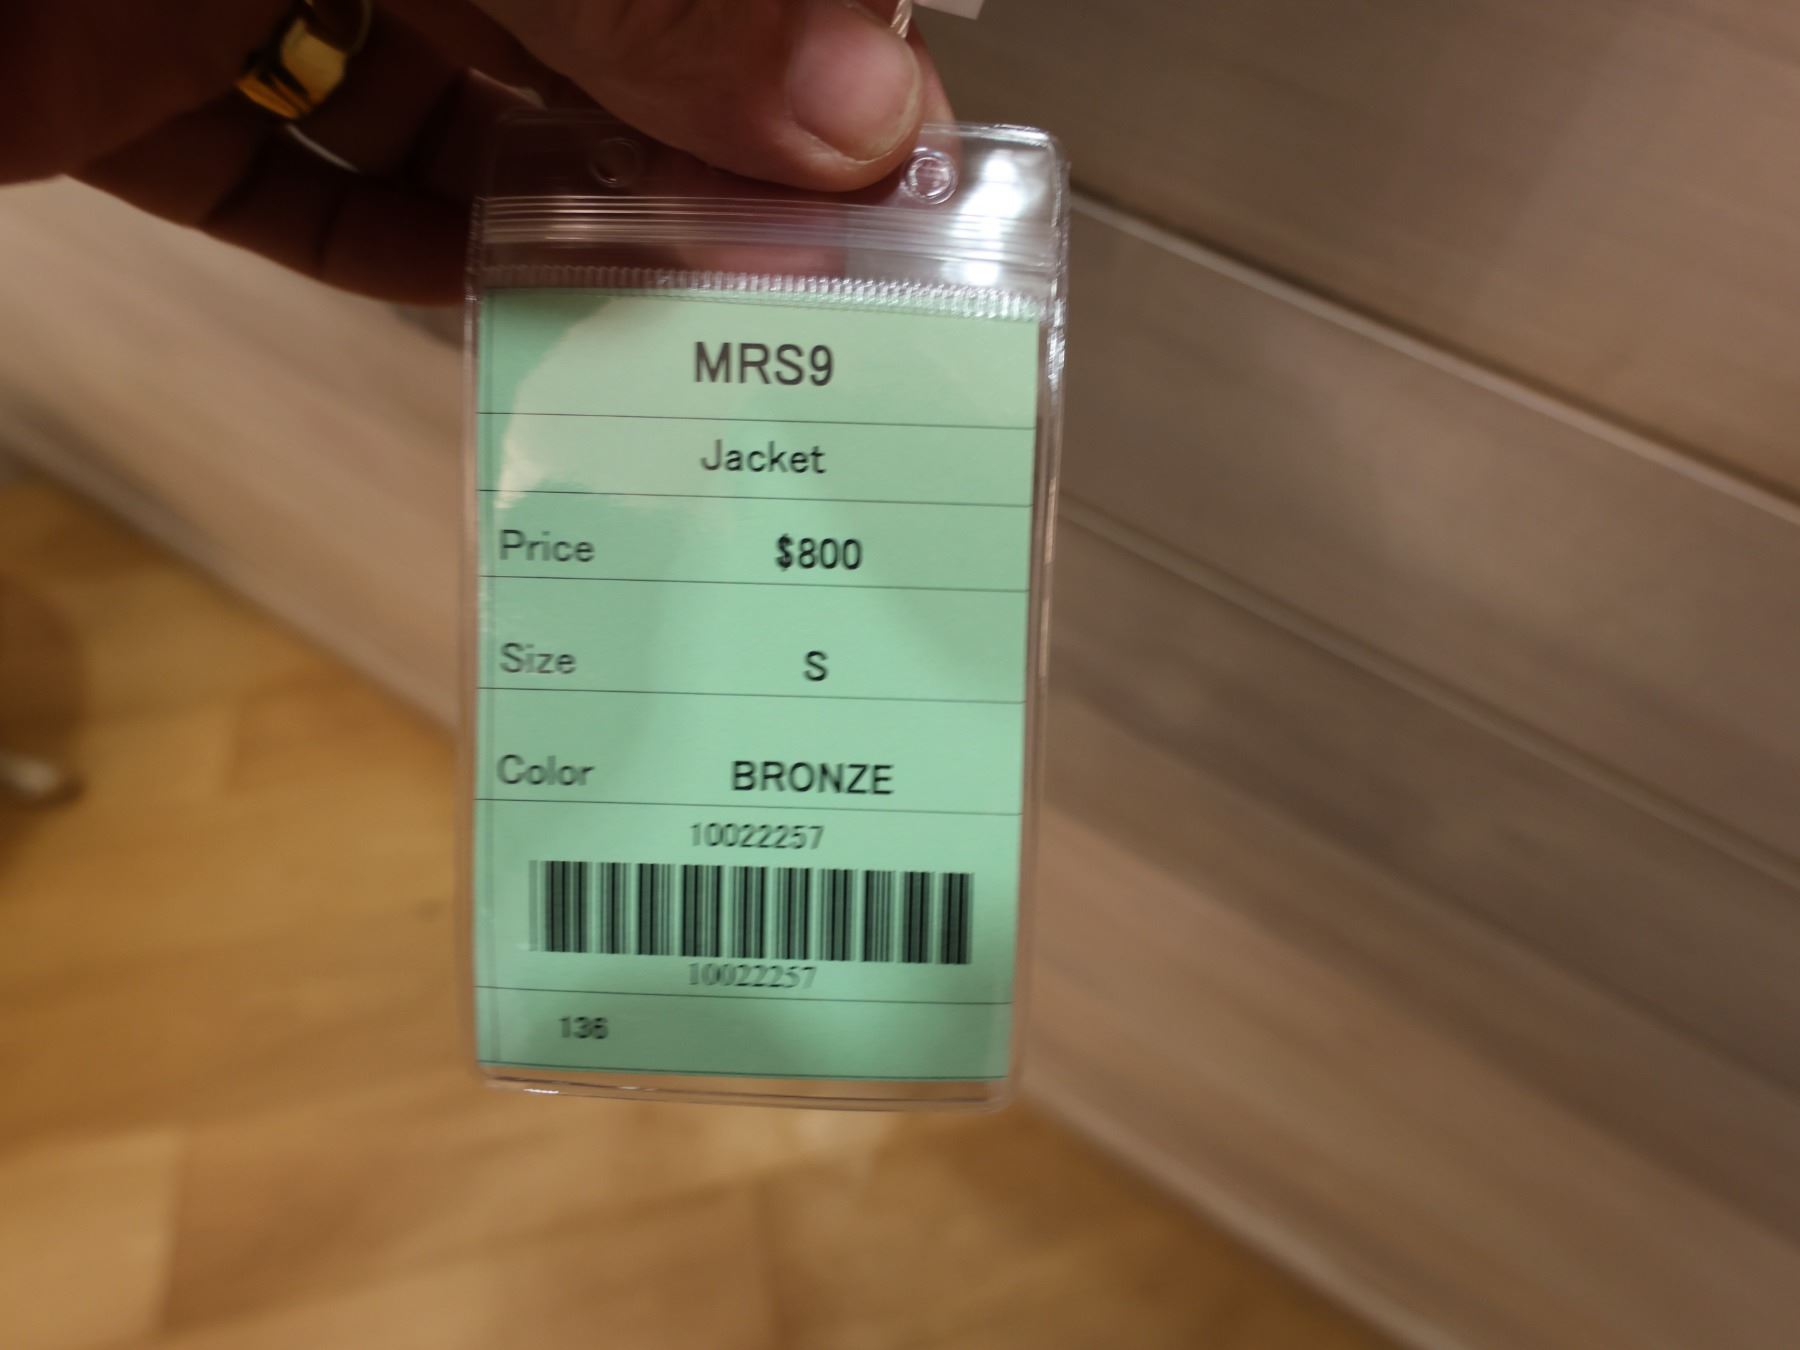 MRS9
Jacket
Price $800
Size S
Color BRONZE
10022257
10022257
136